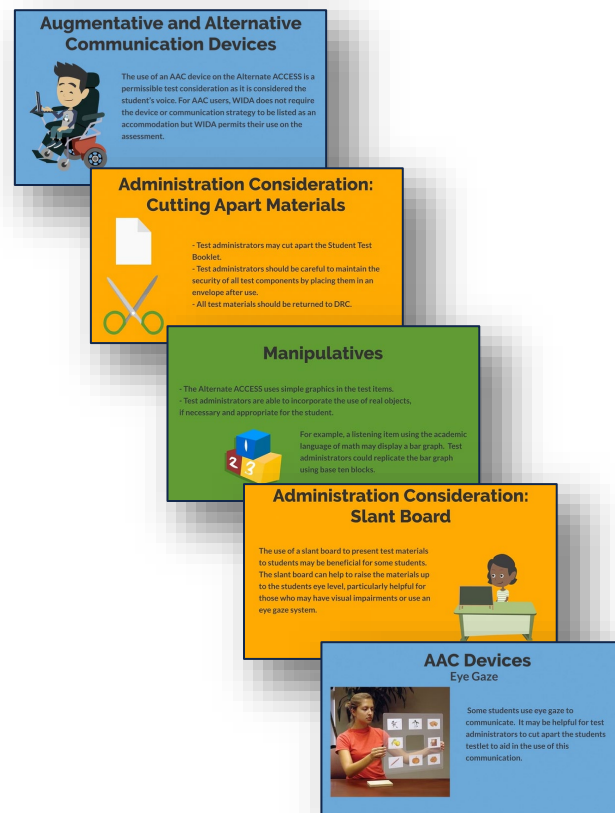 Augmentative and Alternative
Communication Devices
The use of an AAC device on the Alternate ACCESS is a
permissible test consideration as it is considered the
student's voice. For AAC users, WIDA does not require
the device or communication strategy to be listed as an
accommodation but WIDA permits their use on the
assessment.
Administration Consideration:
Cutting Apart Materials
- Test administrators may cut apart the Student Test
Booklet.
- Test administrators should be careful to maintain the
security of all test components by placing them in an
envelope after use.
- All test materials should be returned to DRC.
Manipulatives
- The Alternate ACCESS uses simple graphics in the test items.
- Test administrators are able to incorporate the use of real objects,
if necessary and appropriate for the student.
1
2 3
For example, a listening item using the academic
language of math may display a bar graph. Test
administrators could replicate the bar graph
using base ten blocks.
Administration Consideration:
Slant Board
The use of a slant board to present test materials
to students may be beneficial for some students.
The slant board can help to raise the materials up
to the students eye level, particularly helpful for
those who may have visual impairments or use an
eye gaze system.
AAC Devices
Eye Gaze
Some students use eye gaze to
communicate. It may be helpful for test
administrators to cut apart the students
testlet to aid in the use of this
communication.